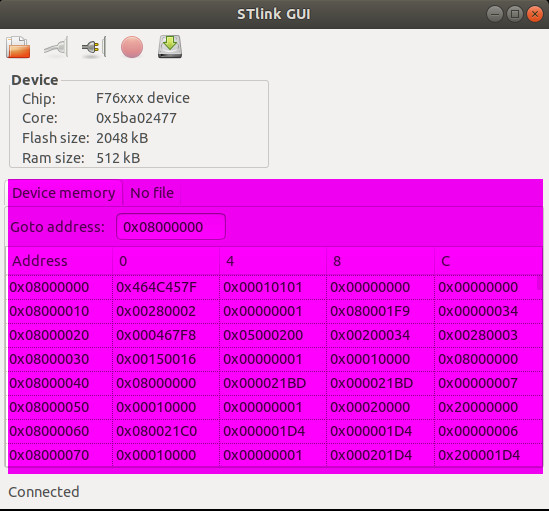 STlink GUI
Device
Chip: F76xxx device
Core: 0x5ba02477
Flash size: 2048 kB
Ram size: 512 kB
Device memory No file
Goto address: 0x08000000
Address 0 4 8 C
0x08000000 0x464C457F 0x00010101 0x00000000 0x00000000
0x08000010 0x00280002 0x00000001 0x080001F9 0x00000034
0x08000020 0x000467F8 0x05000200 0x00200034 0x00280003
0x08000030 0x00150016 0x00000001 0x00010000 0x08000000
0x08000040 0x08000000 0x000021BD 0x000021BD 0x00000007
0x08000050 0x00010000 0x00000001 0x00020000 0x20000000
0x08000060 0x080021C0 0x000001D4 0x000001D4 0x00000006
0x08000070 0x00010000 0x00000001 0x000201D4 0x200001D4
Connected